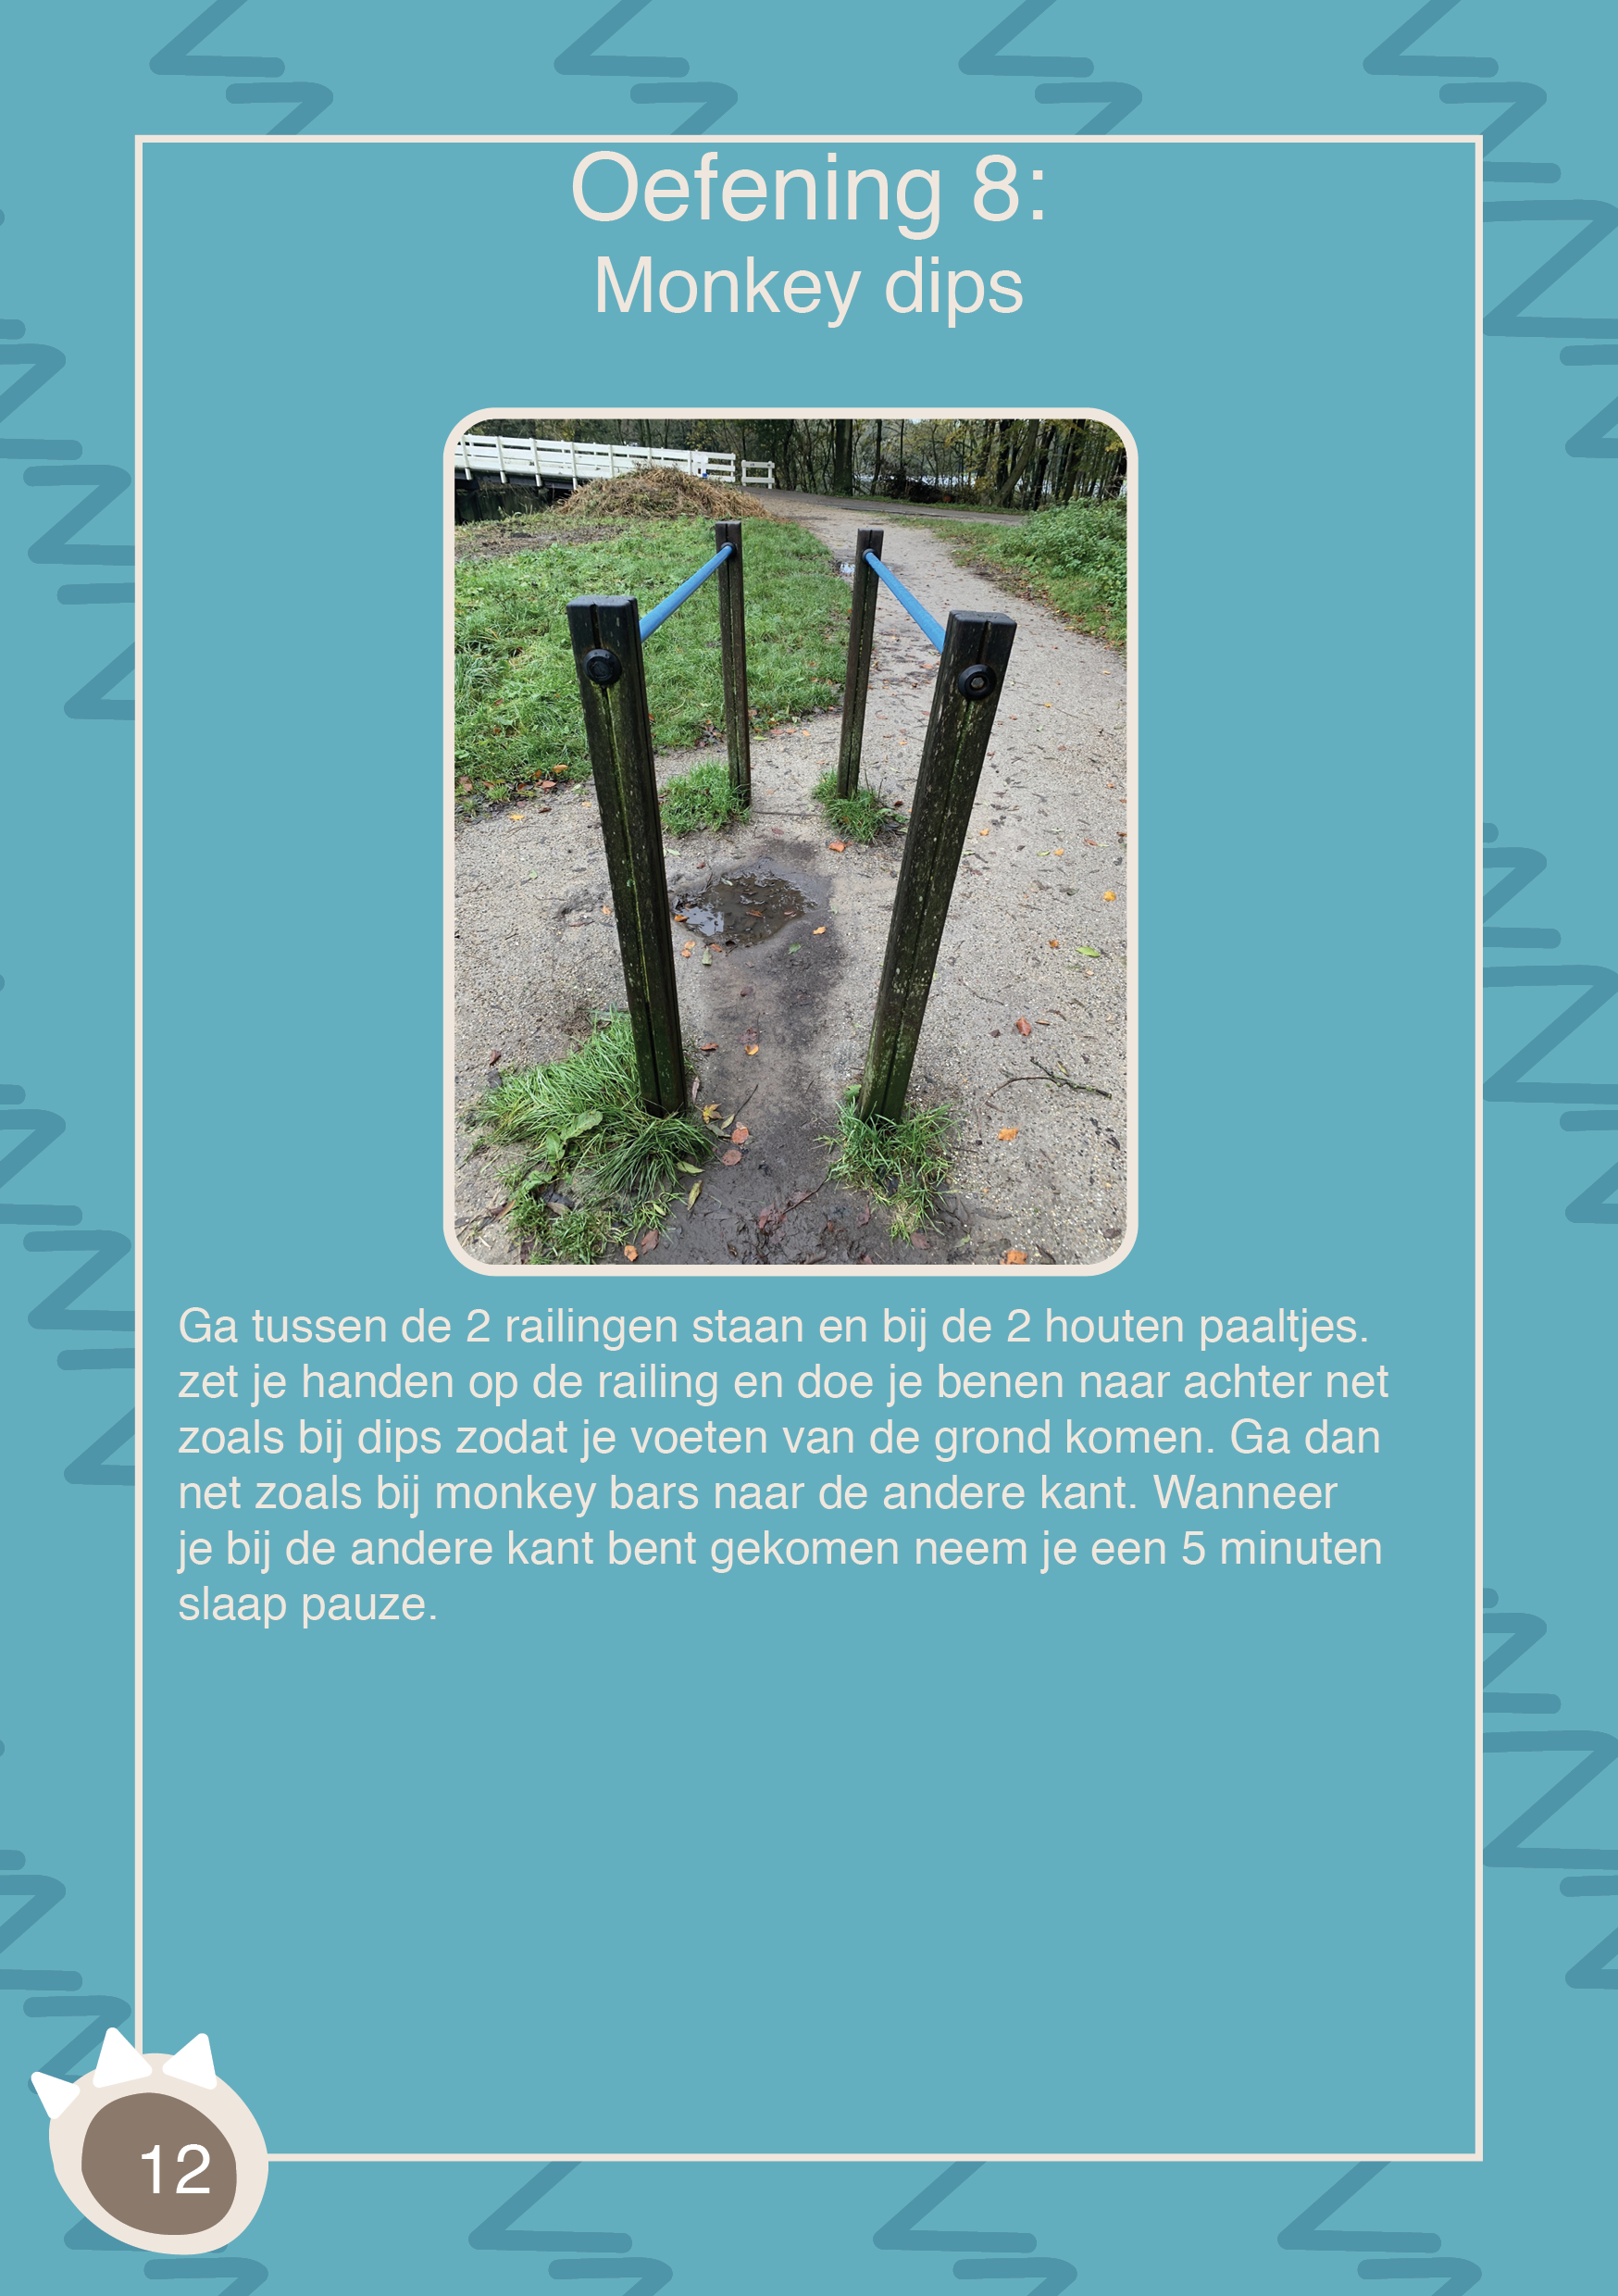 Oefening 8:
Monkey dips
Ga tussen de 2 railingen staan en bij de 2 houten paaltjes.
zet je handen op de railing en doe je benen naar achter net
zoals bij dips zodat je voeten van de grond komen. Ga dan
net zoals bij monkey bars naar de andere kant. Wanneer
je bij de andere kant bent gekomen neem je een 5 minuten
slaap pauze.
12